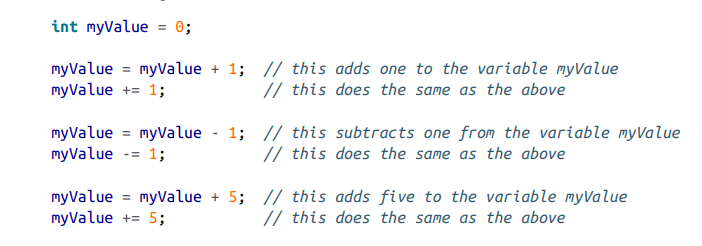 int myValue = 0;
myValue = myValue + 1;  // this adds one to the variable myValue
myValue += 1;           // this does the same as the above
myValue = myValue - 1;  // this subtracts one from the variable myValue
myValue -= 1;           // this does the same as the above
myValue = myValue + 5;  // this adds five to the variable myValue
myValue += 5;           // this does the same as the above